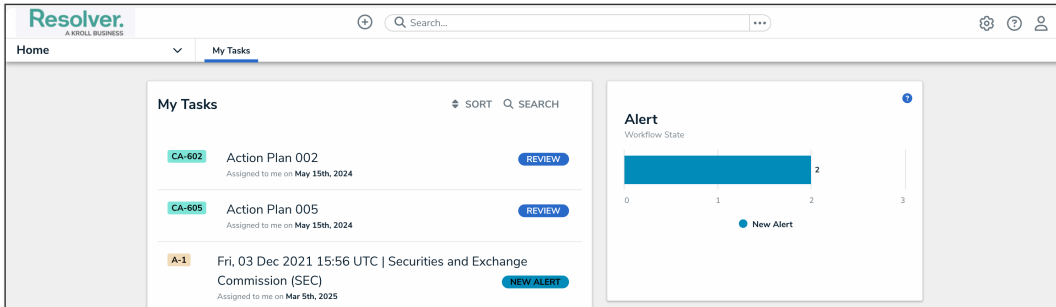 Resolver.
A KROLL BUSINESS
Search...
Home
My Tasks
My Tasks
SORT
SEARCH
CA-602
Action Plan 002
REVIEW
Assigned to me on May 15th, 2024
CA-605
Action Plan 005
REVIEW
Assigned to me on May 15th, 2024
A-1
Fri, 03 Dec 2021 15:56 UTC | Securities and Exchange
Commission (SEC)
NEW ALERT
Assigned to me on Mar 5th, 2025
Alert
Workflow State
2
0 1 2 3
New Alert